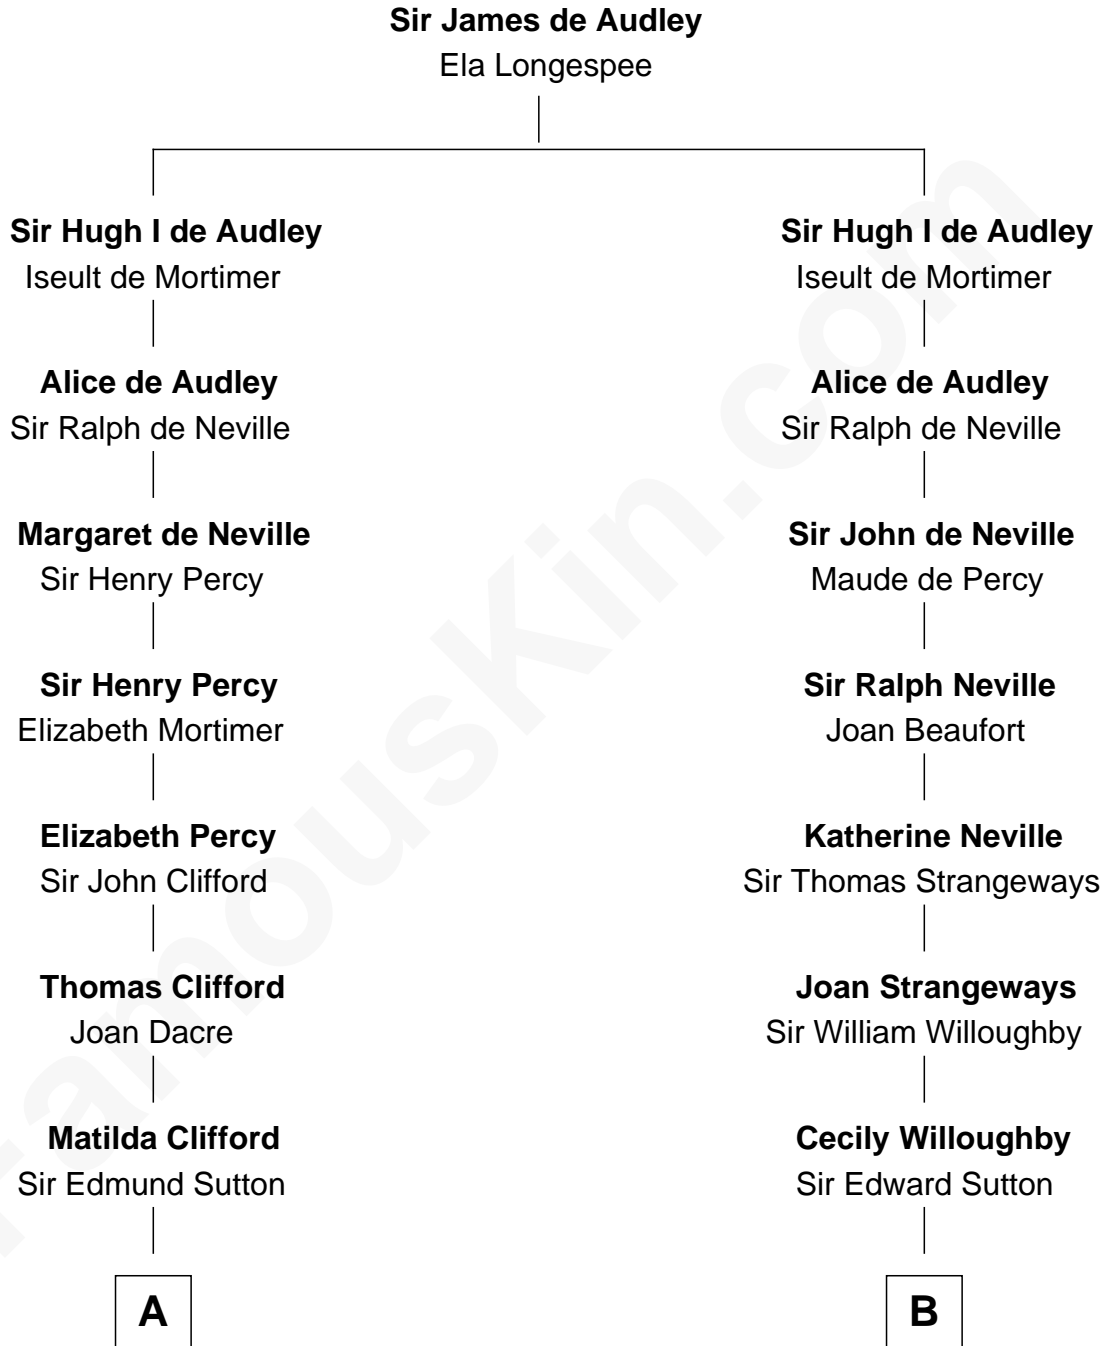 Sir James de Audley
Ela Longespee
Sir Hugh I de Audley
Iseult de Mortimer
Alice de Audley
Sir Ralph de Neville
Margaret de Neville
Sir Henry Percy
Sir Henry Percy
Elizabeth Mortimer
Elizabeth Percy
Sir John Clifford
Thomas Clifford
Joan Dacre
Matilda Clifford
Sir Edmund Sutton
A
Sir Hugh I de Audley
Iseult de Mortimer
Alice de Audley
Sir Ralph de Neville
Sir John de Neville
Maude de Percy
Sir Ralph Neville
Joan Beaufort
Katherine Neville
Sir Thomas Strangeways
Joan Strangeways
Sir William Willoughby
Cecily Willoughby
Sir Edward Sutton
B
FamousKin.com